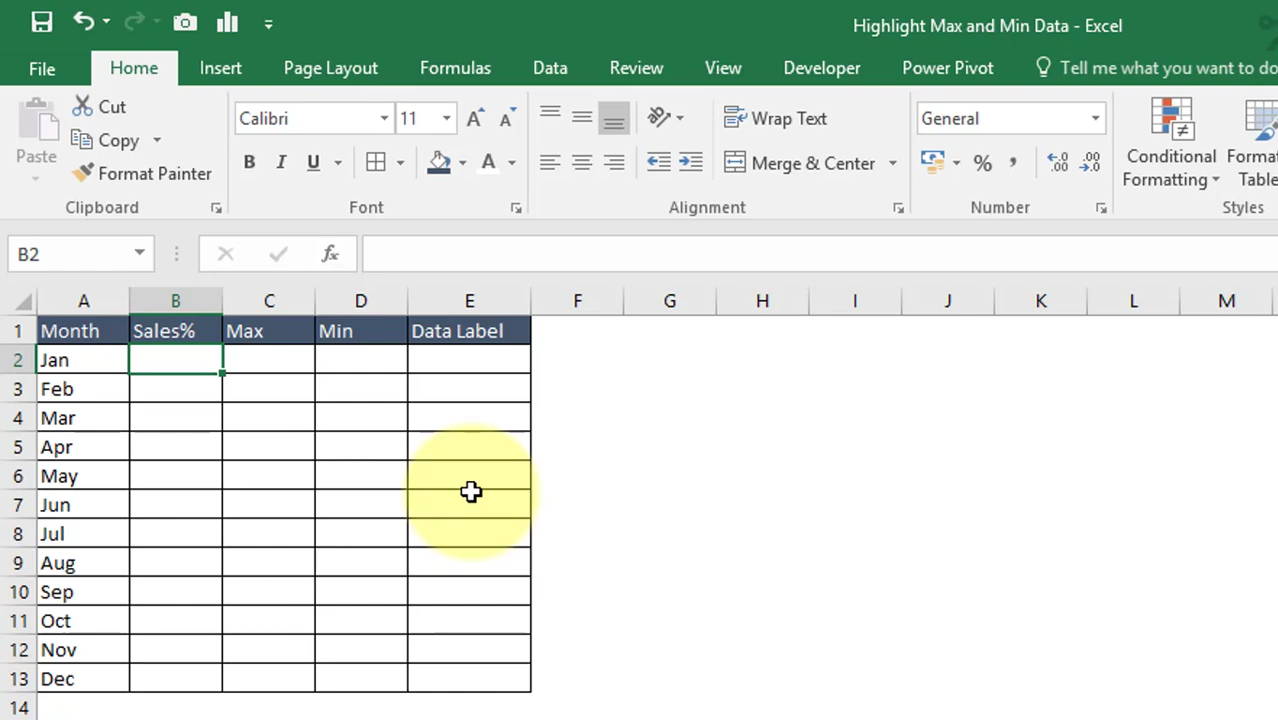 Highlight Max and Min Data - Excel
File Home Insert Page Layout Formulas Data Review View Developer Power Pivot Tell me what you want to do
Paste
Cut
Copy
Format Painter
Clipboard
Calibri 11
B I U
Font
Wrap Text
Merge & Center
Alignment
General
%
Number
Conditional Formatting
Format
Table
Styles
B2 fx
A B C D E F G H I J K L M
1 Month Sales% Max Min Data Label
2 Jan
3 Feb
4 Mar
5 Apr
6 May
7 Jun
8 Jul
9 Aug
10 Sep
11 Oct
12 Nov
13 Dec
14